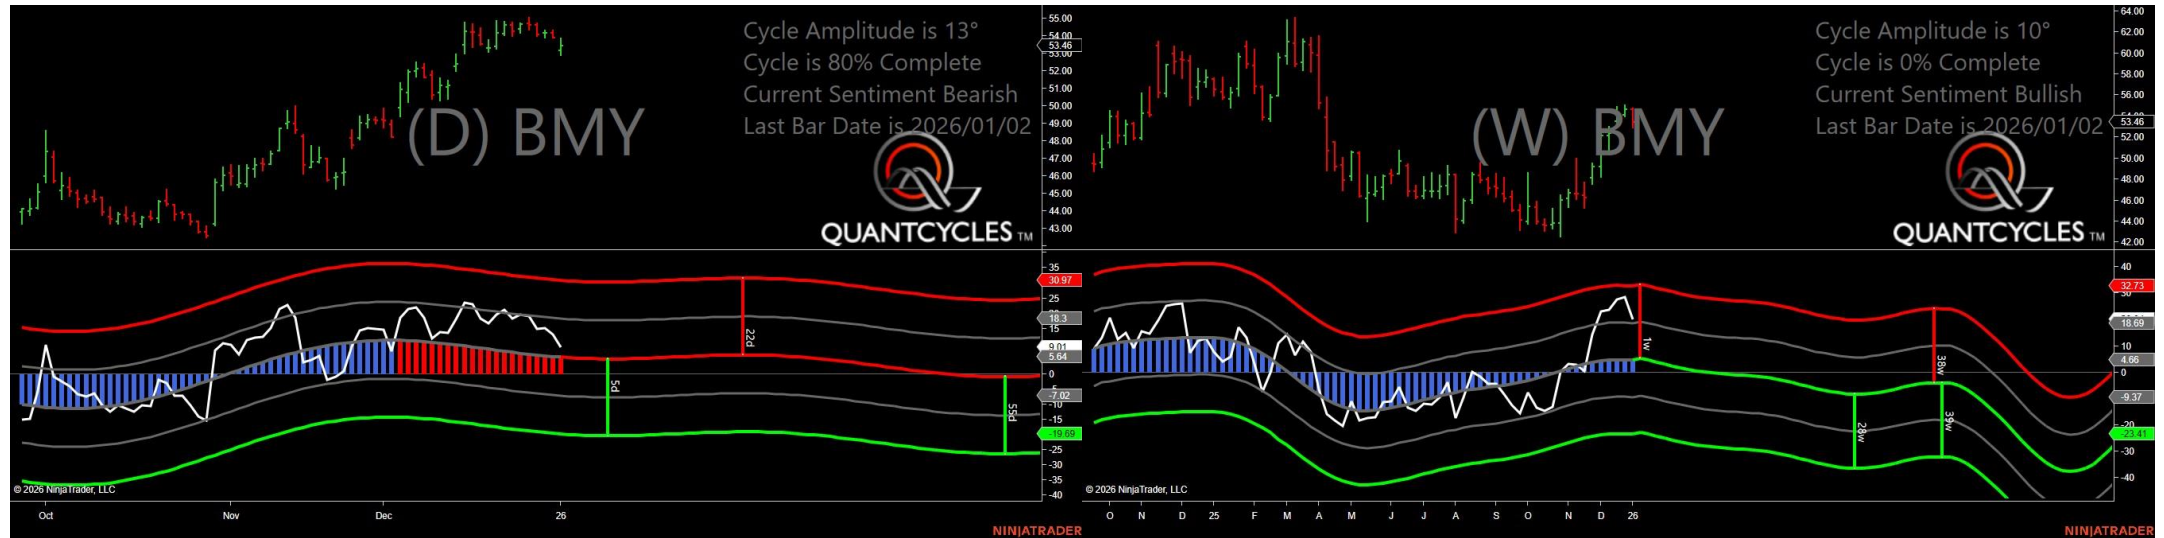 Cycle Amplitude is 13°
Cycle is 80% Complete
Current Sentiment Bearish
Last Bar Date is 2026/01/02
(D) BMY
QUANTCYCLES TM
55.00
54.00
53.46
53.00
52.00
51.00
50.00
49.00
48.00
47.00
46.00
45.00
44.00
43.00
35
30.97
25
18.3
15
9.01
5.64
0
-5
-7.02
-10
-15
-19.69
-25
-30
-35
-40
5d
22d
55d
© 2026 NinjaTrader, LLC
Oct
Nov
Dec
26
NINJATRADER
Cycle Amplitude is 10°
Cycle is 0% Complete
Current Sentiment Bullish
Last Bar Date is 2026/01/02
(W) BMY
QUANTCYCLES TM
64.00
62.00
60.00
58.00
56.00
53.46
52.00
50.00
48.00
46.00
44.00
42.00
40
32.73
30
18.69
10
4.66
0
-9.37
-20
-23.41
-30
-40
1w
28w
38w
39w
© 2026 NinjaTrader, LLC
O
N
D
25
F
M
A
M
J
J
A
S
O
N
D
26
NINJATRADER